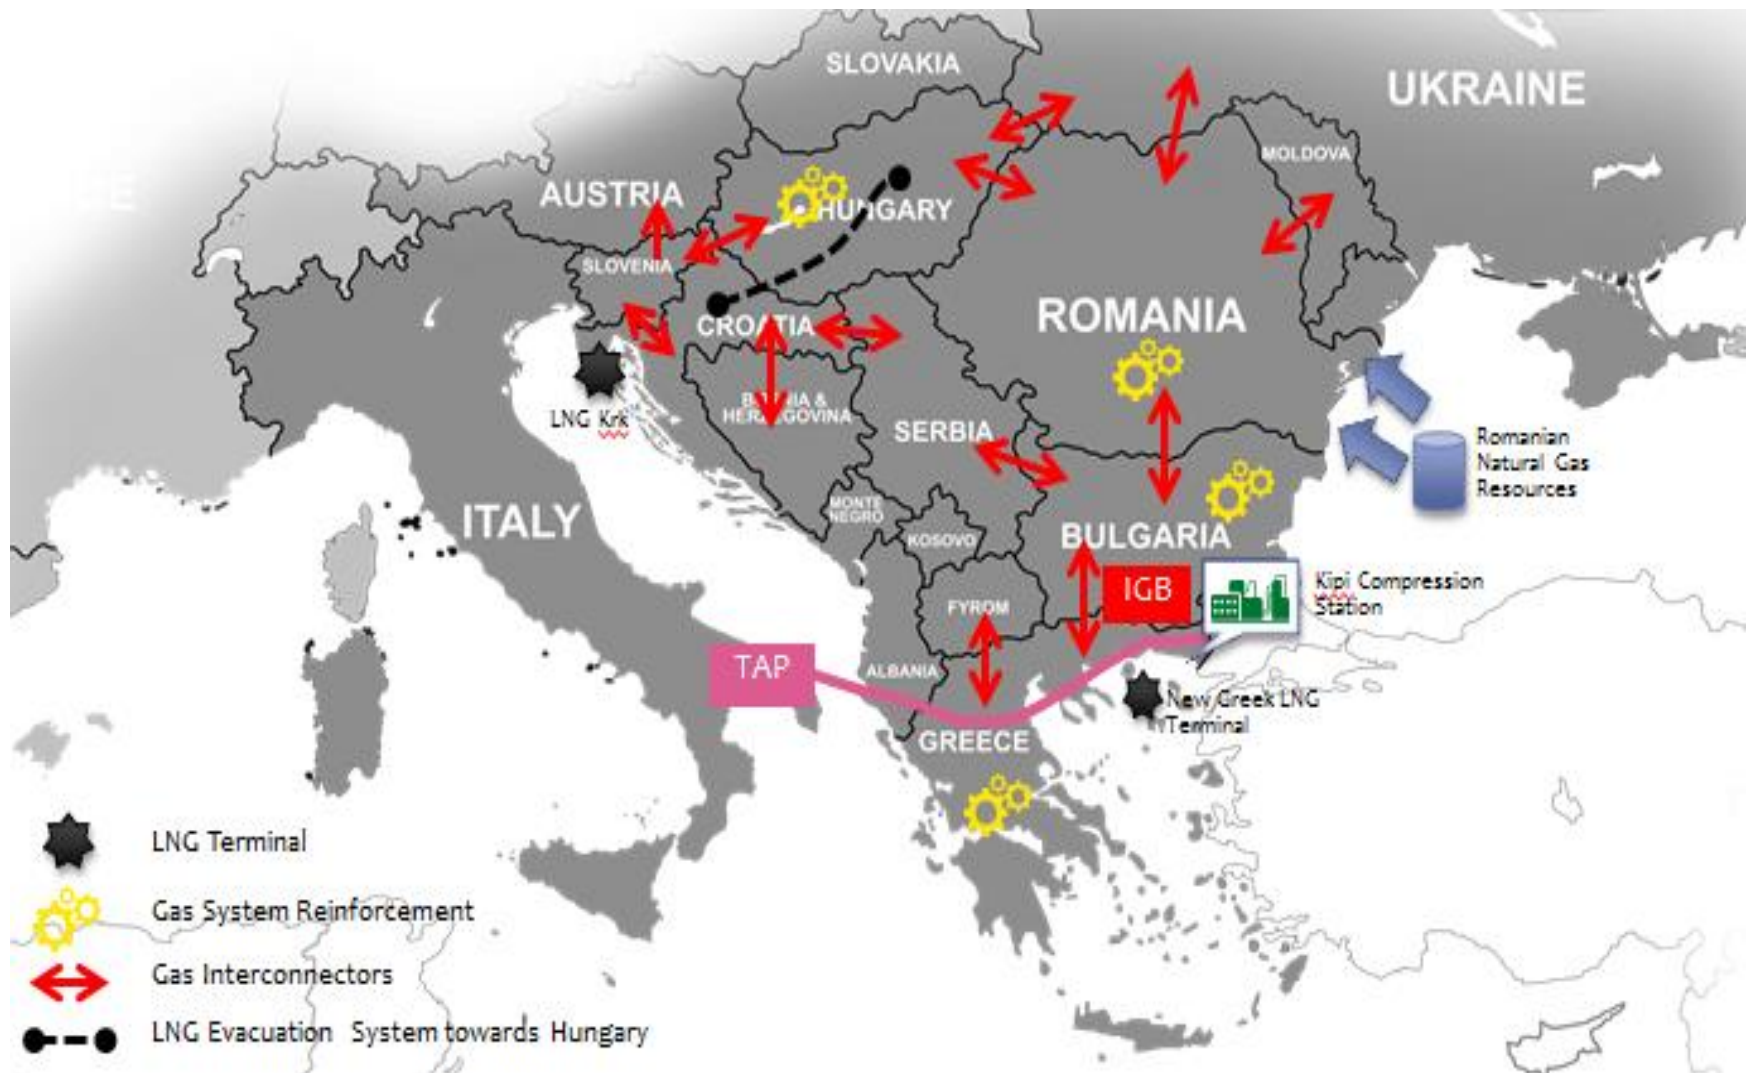 SLOVAKIA
UKRAINE
MOLDOVA
AUSTRIA
HUNGARY
SLOVENIA
ROMANIA
CROATIA
LNG Krk
BOSNIA &
HERZEGOVINA
SERBIA
Romanian
Natural Gas
Resources
ITALY
MONTE
NEGRO
KOSOVO
BULGARIA
IGB
Kipi Compression
Station
FYROM
TAP
ALBANIA
New Greek LNG
Terminal
GREECE
LNG Terminal
Gas System Reinforcement
Gas Interconnectors
LNG Evacuation System towards Hungary